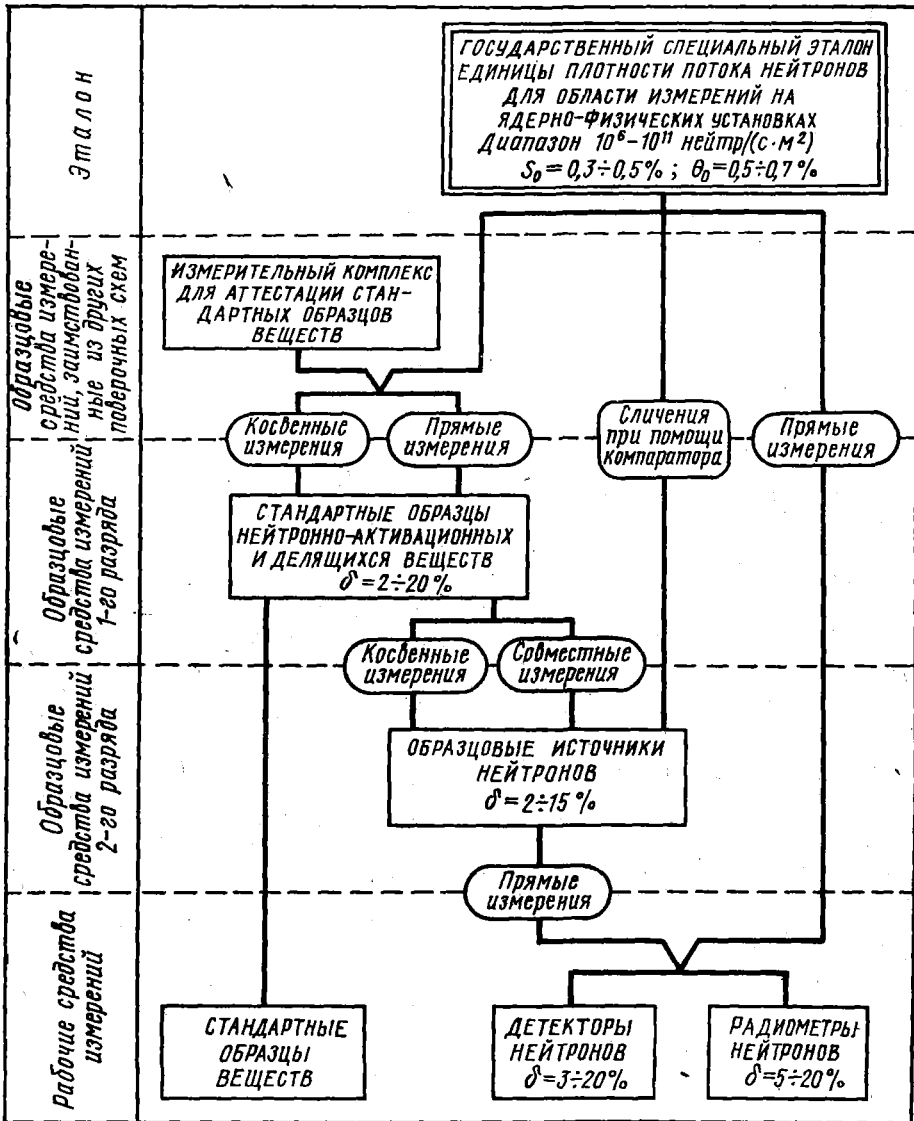 Эталон
ГОСУДАРСТВЕННЫЙ СПЕЦИАЛЬНЫЙ ЭТАЛОН
ЕДИНИЦЫ ПЛОТНОСТИ ПОТОКА НЕЙТРОНОВ
ДЛЯ ОБЛАСТИ ИЗМЕРЕНИЙ НА
ЯДЕРНО-ФИЗИЧЕСКИХ УСТАНОВКАХ
Диапазон 10⁶–10¹¹ нейтр/(с·м²)
S₀=0,3÷0,5% ; θ₀=0,5÷0,7%
Образцовые
средства измере-
ний, заимствован-
ные из других
поверочных схем
ИЗМЕРИТЕЛЬНЫЙ КОМПЛЕКС
ДЛЯ АТТЕСТАЦИИ СТАН-
ДАРТНЫХ ОБРАЗЦОВ
ВЕЩЕСТВ
Косвенные
измерения
Прямые
измерения
Сличения
при помощи
компаратора
Прямые
измерения
Образцовые
средства измерений
1-го разряда
СТАНДАРТНЫЕ ОБРАЗЦЫ
НЕЙТРОННО-АКТИВАЦИОННЫХ
И ДЕЛЯЩИХСЯ ВЕЩЕСТВ
δ=2÷20%
Косвенные
измерения
Совместные
измерения
Образцовые
средства измерений
2-го разряда
ОБРАЗЦОВЫЕ ИСТОЧНИКИ
НЕЙТРОНОВ
δ=2÷15%
Прямые
измерения
Рабочие средства
измерений
СТАНДАРТНЫЕ
ОБРАЗЦЫ
ВЕЩЕСТВ
ДЕТЕКТОРЫ
НЕЙТРОНОВ
δ=3÷20%
РАДИОМЕТРЫ
НЕЙТРОНОВ
δ=5÷20%